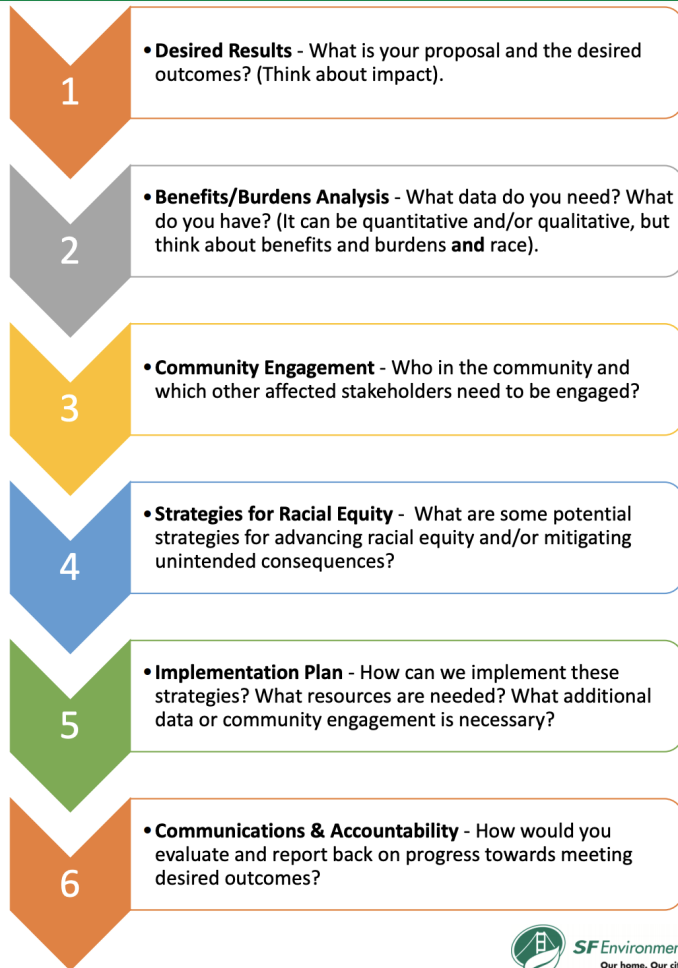 1
• Desired Results - What is your proposal and the desired
outcomes? (Think about impact).
2
• Benefits/Burdens Analysis - What data do you need? What
do you have? (It can be quantitative and/or qualitative, but
think about benefits and burdens and race).
3
• Community Engagement - Who in the community and
which other affected stakeholders need to be engaged?
4
• Strategies for Racial Equity -  What are some potential
strategies for advancing racial equity and/or mitigating
unintended consequences?
5
• Implementation Plan - How can we implement these
strategies? What resources are needed? What additional
data or community engagement is necessary?
6
• Communications & Accountability - How would you
evaluate and report back on progress towards meeting
desired outcomes?
SF Environmen
Our home. Our ci